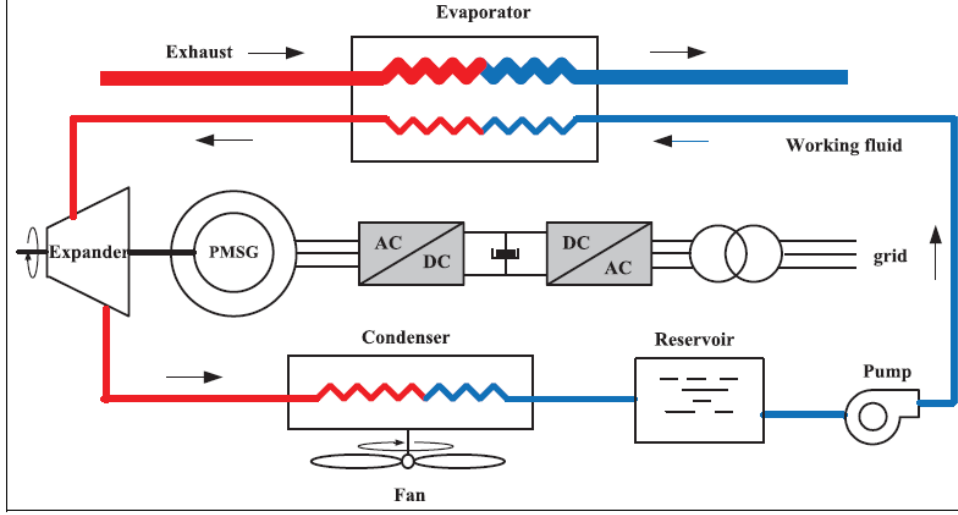 Evaporator
Exhaust
Working fluid
Expander
PMSG
AC
DC
DC
AC
grid
Condenser
Reservoir
Pump
Fan